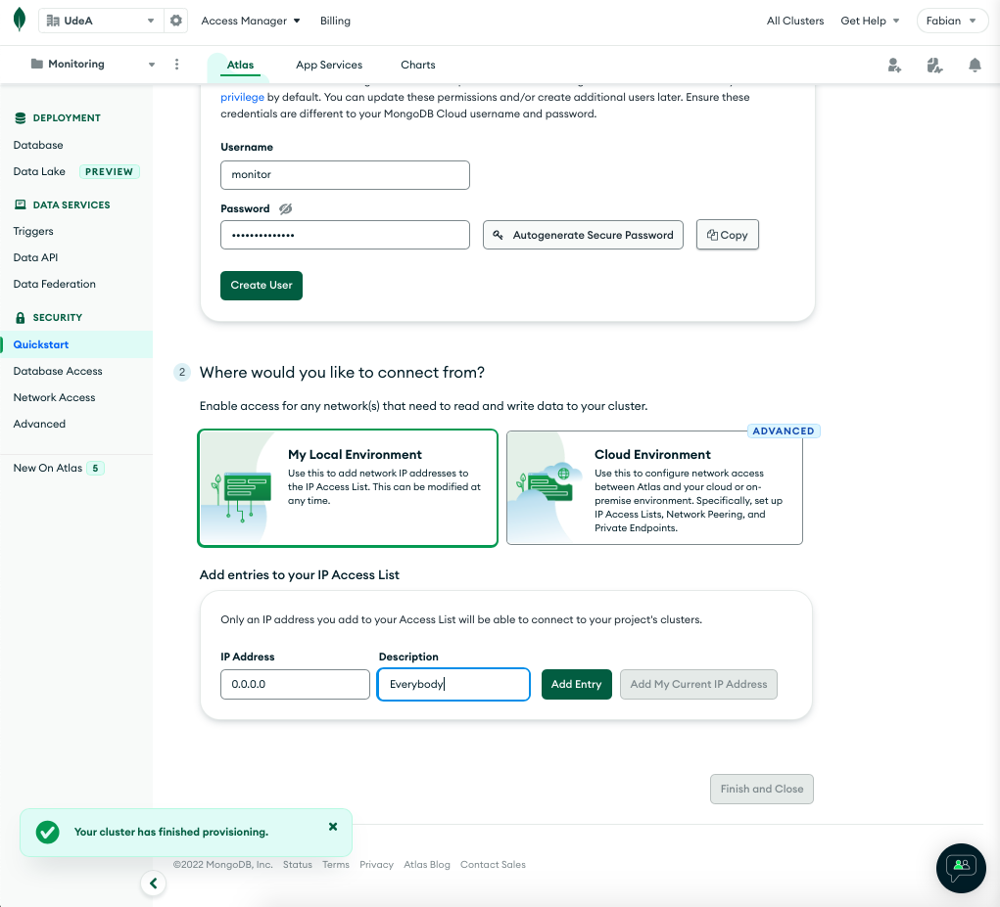 UdeA
Access Manager
Billing
All Clusters
Get Help
Fabian
Monitoring
Atlas
App Services
Charts
DEPLOYMENT
Database
Data Lake
PREVIEW
DATA SERVICES
Triggers
Data API
Data Federation
SECURITY
Quickstart
Database Access
Network Access
Advanced
New On Atlas 5
privilege by default. You can update these permissions and/or create additional users later. Ensure these
credentials are different to your MongoDB Cloud username and password.
Username
monitor
Password
••••••••••••••
Autogenerate Secure Password
Copy
Create User
2 Where would you like to connect from?
Enable access for any network(s) that need to read and write data to your cluster.
My Local Environment
Use this to add network IP addresses to
the IP Access List. This can be modified at
any time.
ADVANCED
Cloud Environment
Use this to configure network access
between Atlas and your cloud or on-
premise environment. Specifically, set up
IP Access Lists, Network Peering, and
Private Endpoints.
Add entries to your IP Access List
Only an IP address you add to your Access List will be able to connect to your project's clusters.
IP Address
Description
0.0.0.0
Everybody
Add Entry
Add My Current IP Address
Finish and Close
Your cluster has finished provisioning.
©2022 MongoDB, Inc. Status Terms Privacy Atlas Blog Contact Sales